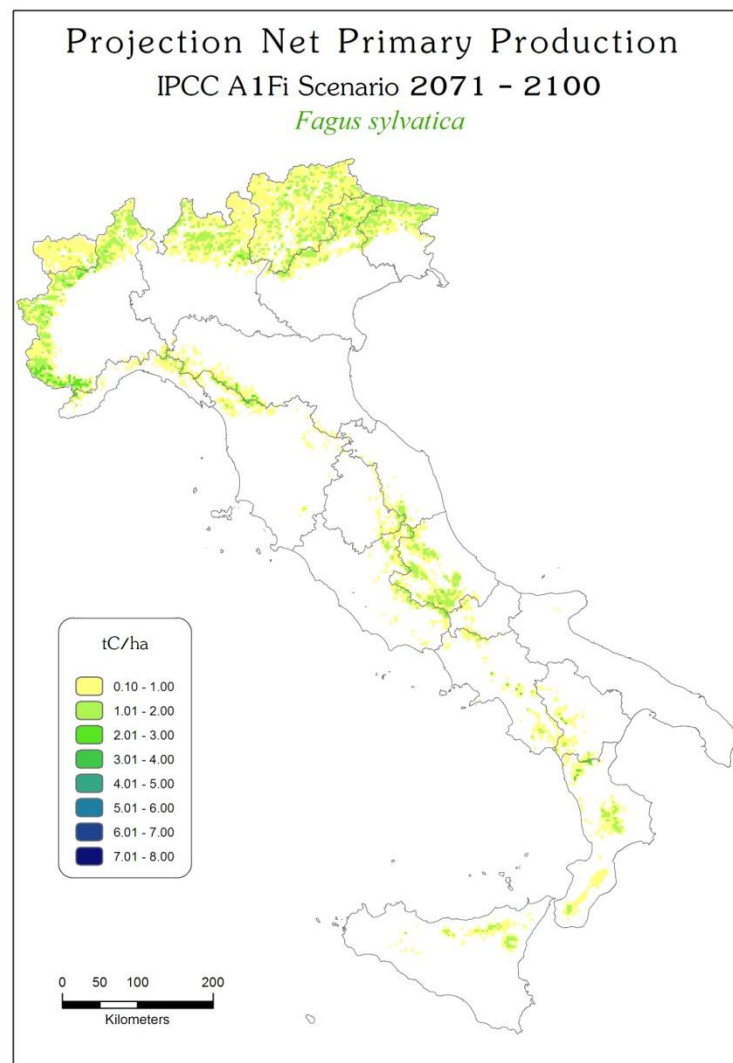 Projection Net Primary Production
IPCC A1Fi Scenario 2071 - 2100
Fagus sylvatica
tC/ha
0.10 - 1.00
1.01 - 2.00
2.01 - 3.00
3.01 - 4.00
4.01 - 5.00
5.01 - 6.00
6.01 - 7.00
7.01 - 8.00
0 50 100 200
Kilometers